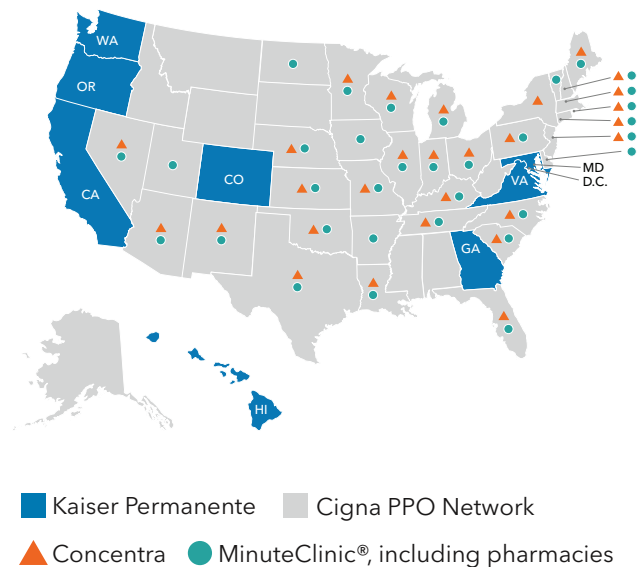 WA
OR
CA
CO
MD
VA
D.C.
GA
HI
Kaiser Permanente
Cigna PPO Network
Concentra
MinuteClinic®, including pharmacies